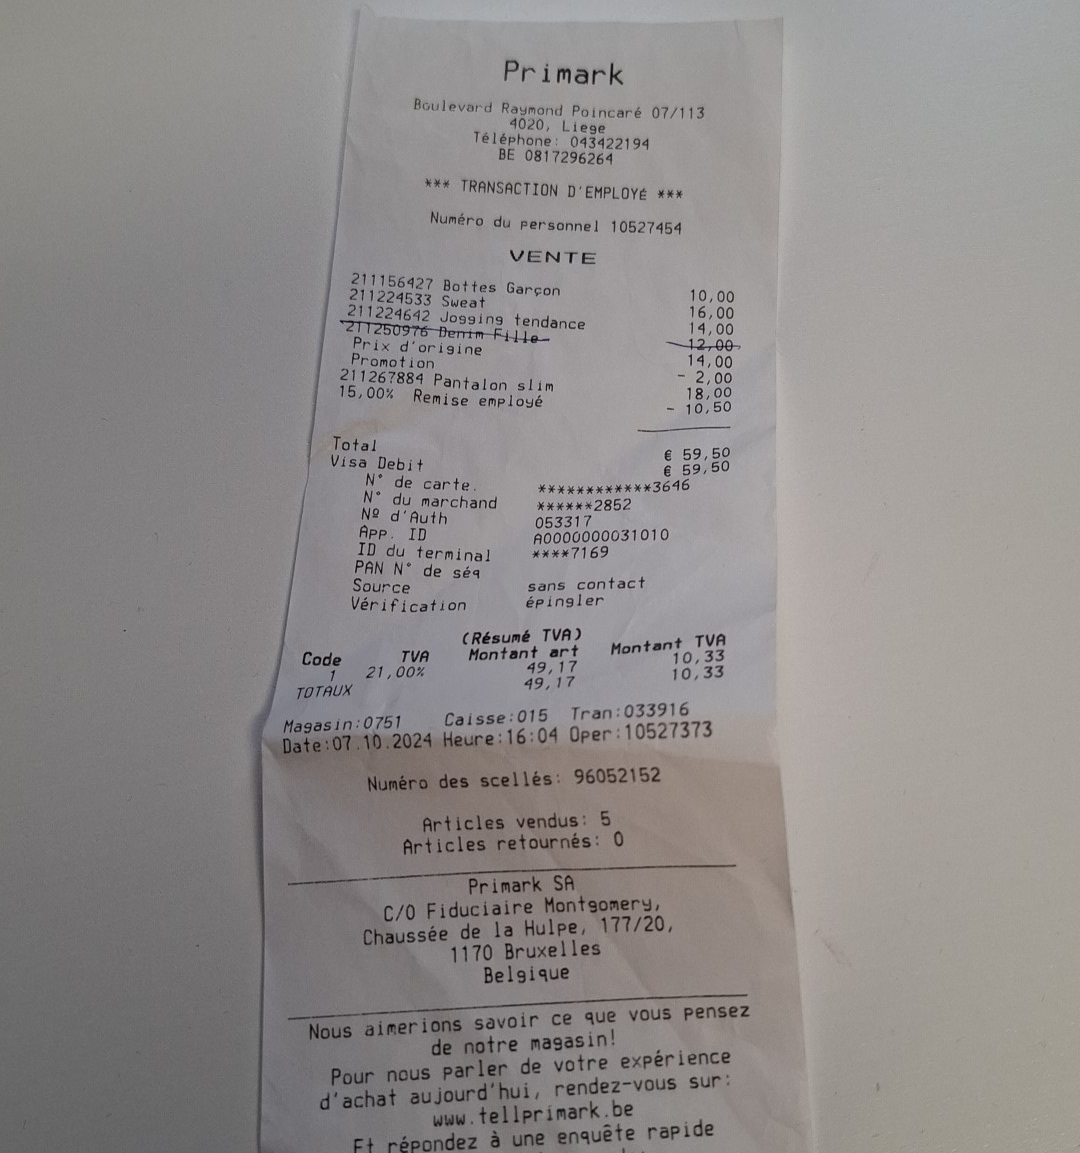 Primark
Boulevard Raymond Poincaré 07/113
4020, Liege
Téléphone: 043422194
BE 0817296264
*** TRANSACTION D'EMPLOYÉ ***
Numéro du personnel 10527454
VENTE
211156427 Bottes Garçon 10,00
211224533 Sweat 16,00
211224642 Jogging tendance 14,00
211250976 Denim Fille 12,00
Prix d'origine 14,00
Promotion - 2,00
211267884 Pantalon slim 18,00
15,00% Remise employé - 10,50
Total € 59,50
Visa Debit € 59,50
N° de carte. ************3646
N° du marchand ******2852
Nº d'Auth 053317
App. ID A0000000031010
ID du terminal ****7169
PAN N° de séq
Source sans contact
Vérification épingler
(Résumé TVA)
Code TVA Montant art Montant TVA
1 21,00% 49,17 10,33
TOTAUX 49,17 10,33
Magasin:0751 Caisse:015 Tran:033916
Date:07.10.2024 Heure:16:04 Oper:10527373
Numéro des scellés: 96052152
Articles vendus: 5
Articles retournés: 0
Primark SA
C/O Fiduciaire Montgomery,
Chaussée de la Hulpe, 177/20,
1170 Bruxelles
Belgique
Nous aimerions savoir ce que vous pensez
de notre magasin!
Pour nous parler de votre expérience
d'achat aujourd'hui, rendez-vous sur:
www.tellprimark.be
Et répondez à une enquête rapide